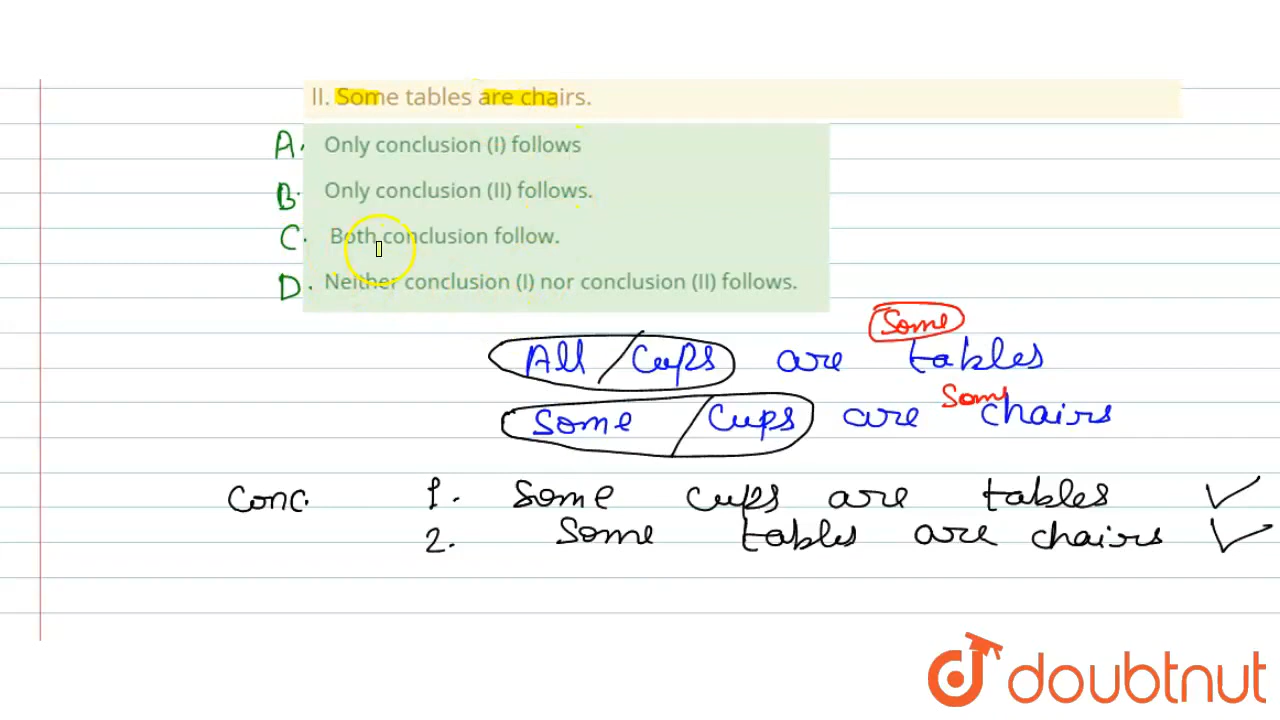 II. Some tables are chairs.
A. Only conclusion (I) follows
B. Only conclusion (II) follows.
C. Both conclusion follow.
D. Neither conclusion (I) nor conclusion (II) follows.
Some
All / Cups are tables
Some
Some / Cups are chairs
Conc. 1. Some cups are tables ✓
2. Some tables are chairs ✓
doubtnut